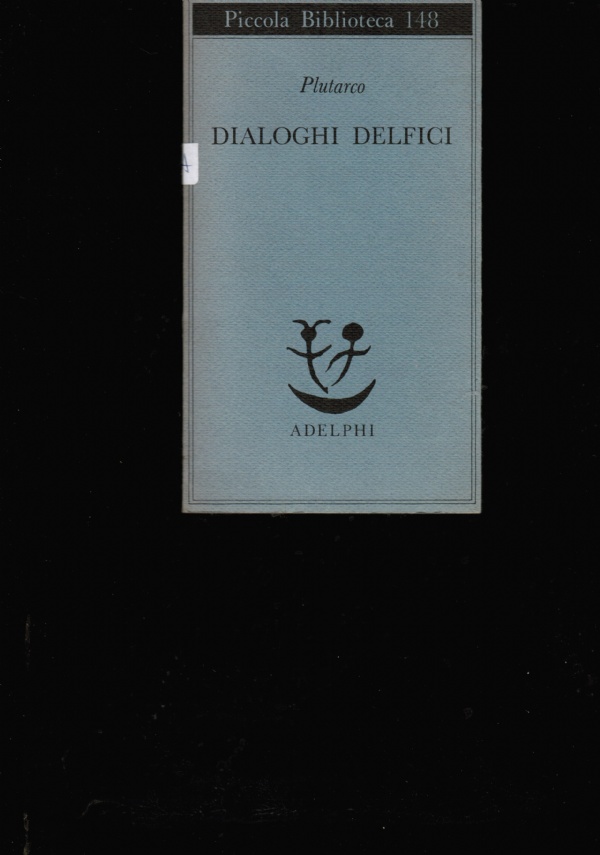 Piccola Biblioteca 148
Plutarco
DIALOGHI DELFICI
A
ADELPHI